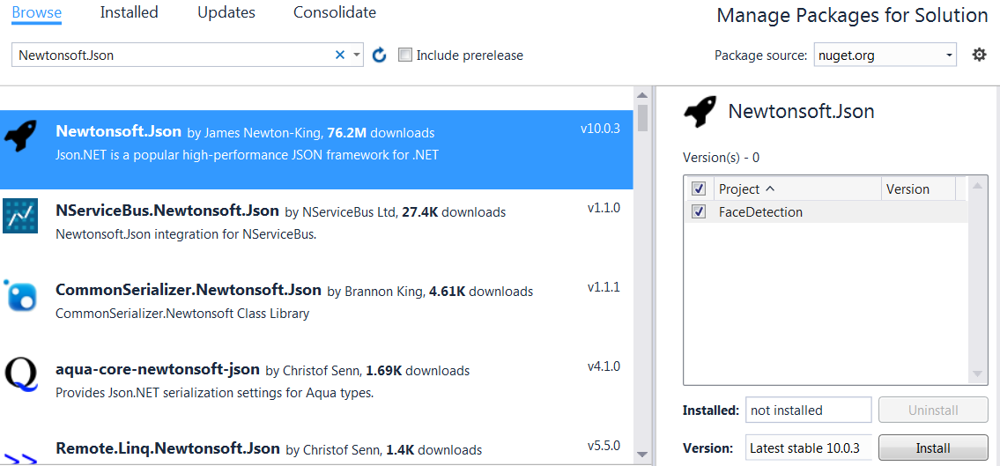 Browse Installed Updates Consolidate Manage Packages for Solution
Newtonsoft.Json Include prerelease Package source: nuget.org
Newtonsoft.Json by James Newton-King, 76.2M downloads v10.0.3
Json.NET is a popular high-performance JSON framework for .NET
NServiceBus.Newtonsoft.Json by NServiceBus Ltd, 27.4K downloads v1.1.0
Newtonsoft.Json integration for NServiceBus.
CommonSerializer.Newtonsoft.Json by Brannon King, 4.61K downloads v1.1.1
CommonSerializer.Newtonsoft Class Library
aqua-core-newtonsoft-json by Christof Senn, 1.69K downloads v4.1.0
Provides Json.NET serialization settings for Aqua types.
Remote.Linq.Newtonsoft.Json by Christof Senn, 1.4K downloads v5.5.0
Newtonsoft.Json
Version(s) - 0
Project Version
FaceDetection
Installed: not installed Uninstall
Version: Latest stable 10.0.3 Install